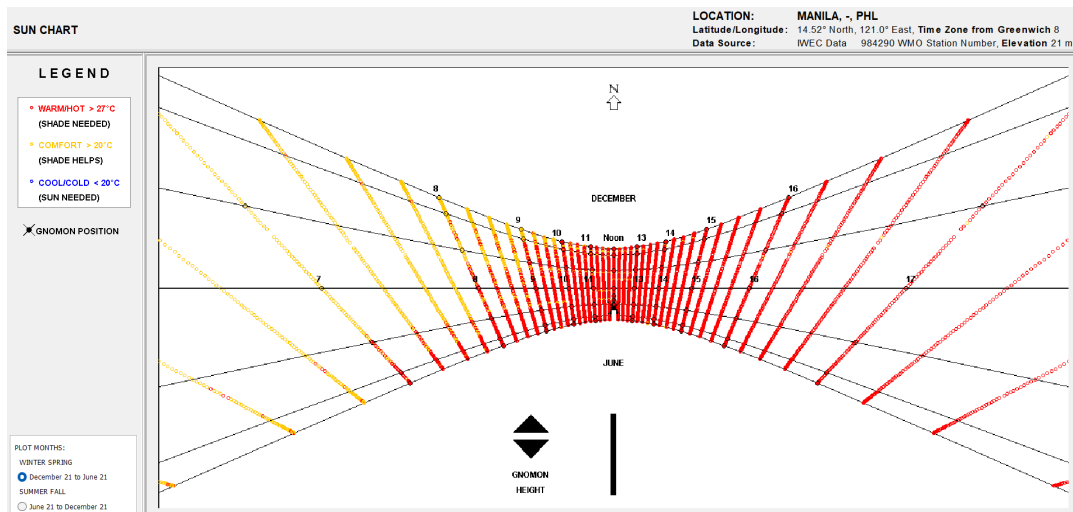 SUN CHART
LOCATION: MANILA, -, PHL
Latitude/Longitude: 14.52° North, 121.0° East, Time Zone from Greenwich 8
Data Source: IWEC Data 984290 WMO Station Number, Elevation 21 m
LEGEND
WARM/HOT > 27°C
(SHADE NEEDED)
COMFORT > 20°C
(SHADE HELPS)
COOL/COLD < 20°C
(SUN NEEDED)
GNOMON POSITION
N
DECEMBER
8 16
9 15
10 11 Noon 13 14
7 8 9 10 11 13 14 15 16 17
JUNE
GNOMON
HEIGHT
PLOT MONTHS:
WINTER SPRING
December 21 to June 21
SUMMER FALL
June 21 to December 21